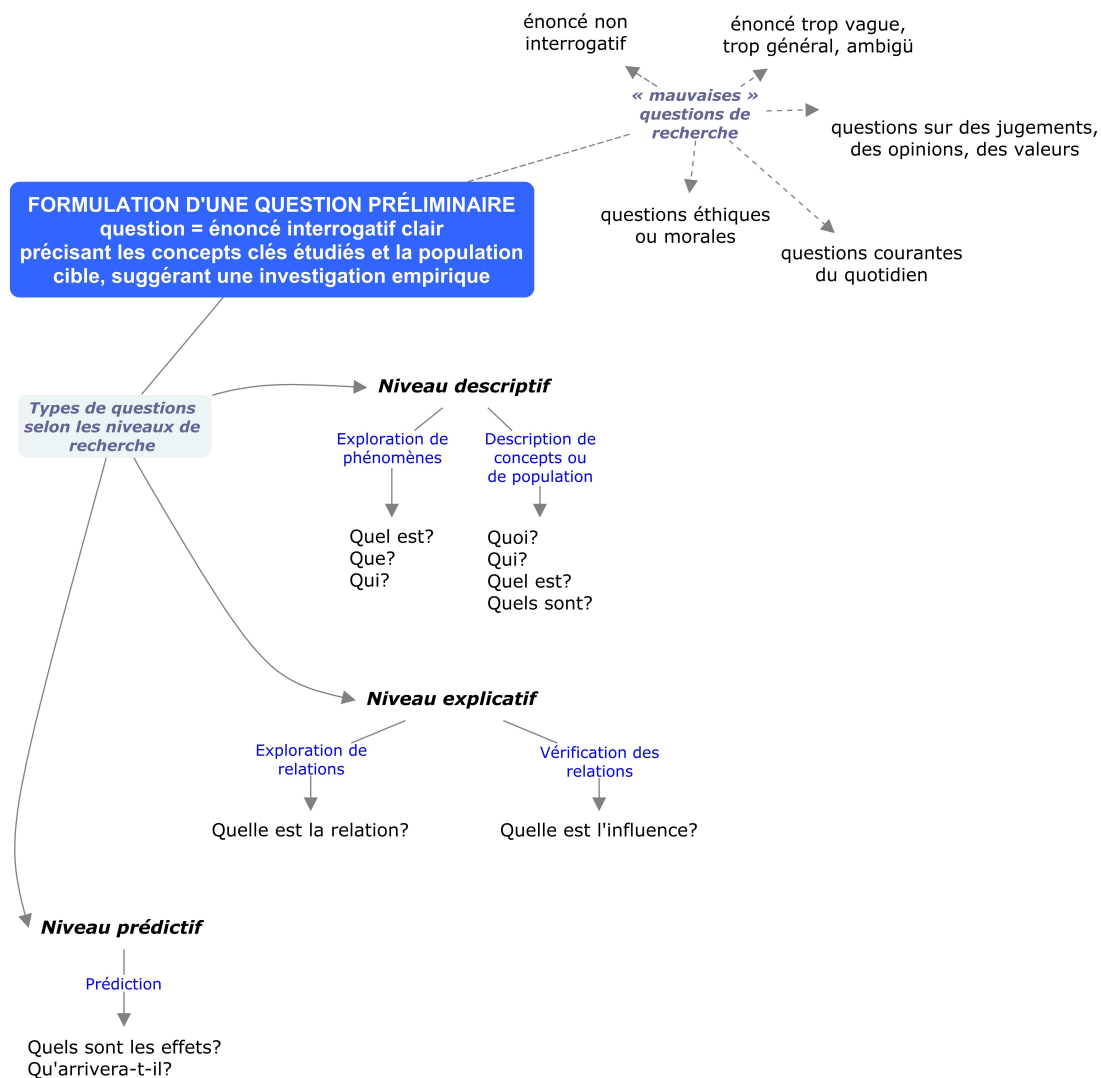 énoncé non
interrogatif
énoncé trop vague,
trop général, ambigü
« mauvaises »
questions de
recherche
questions sur des jugements,
des opinions, des valeurs
questions éthiques
ou morales
questions courantes
du quotidien
FORMULATION D'UNE QUESTION PRÉLIMINAIRE
question = énoncé interrogatif clair
précisant les concepts clés étudiés et la population
cible, suggérant une investigation empirique
Types de questions
selon les niveaux de
recherche
Niveau descriptif
Exploration de
phénomènes
Description de
concepts ou
de population
Quel est?
Que?
Qui?
Quoi?
Qui?
Quel est?
Quels sont?
Niveau explicatif
Exploration de
relations
Vérification des
relations
Quelle est la relation?
Quelle est l'influence?
Niveau prédictif
Prédiction
Quels sont les effets?
Qu'arrivera-t-il?